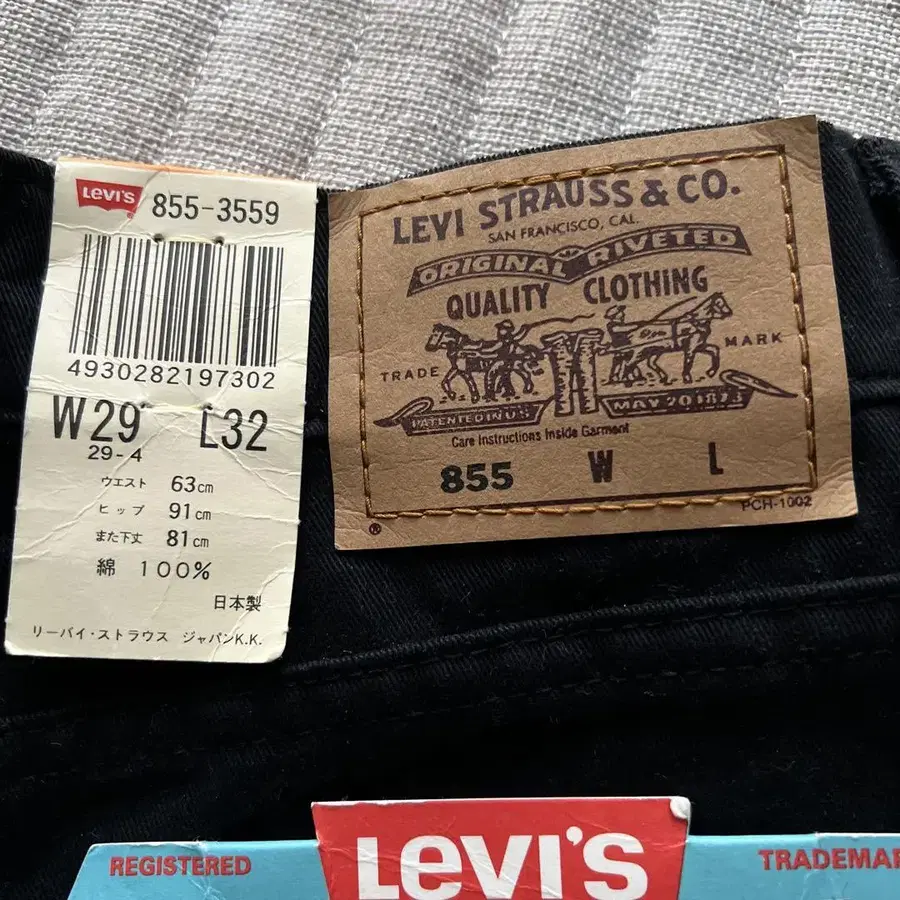 LEVI'S
855-3559
4930282197302
W29 L32
29-4
ウエスト 63cm
ヒップ 91cm
また下丈 81cm
綿 100%
日本製
リーバイ・ストラウス ジャパンK.K.
LEVI STRAUSS & CO.
SAN FRANCISCO, CAL.
ORIGINAL RIVETED
QUALITY CLOTHING
TRADE MARK
PATENTED IN U.S. MAY 20 1873
Care Instructions Inside Garment
855 W L
® PCH-1002
REGISTERED LEVI'S TRADEMAR